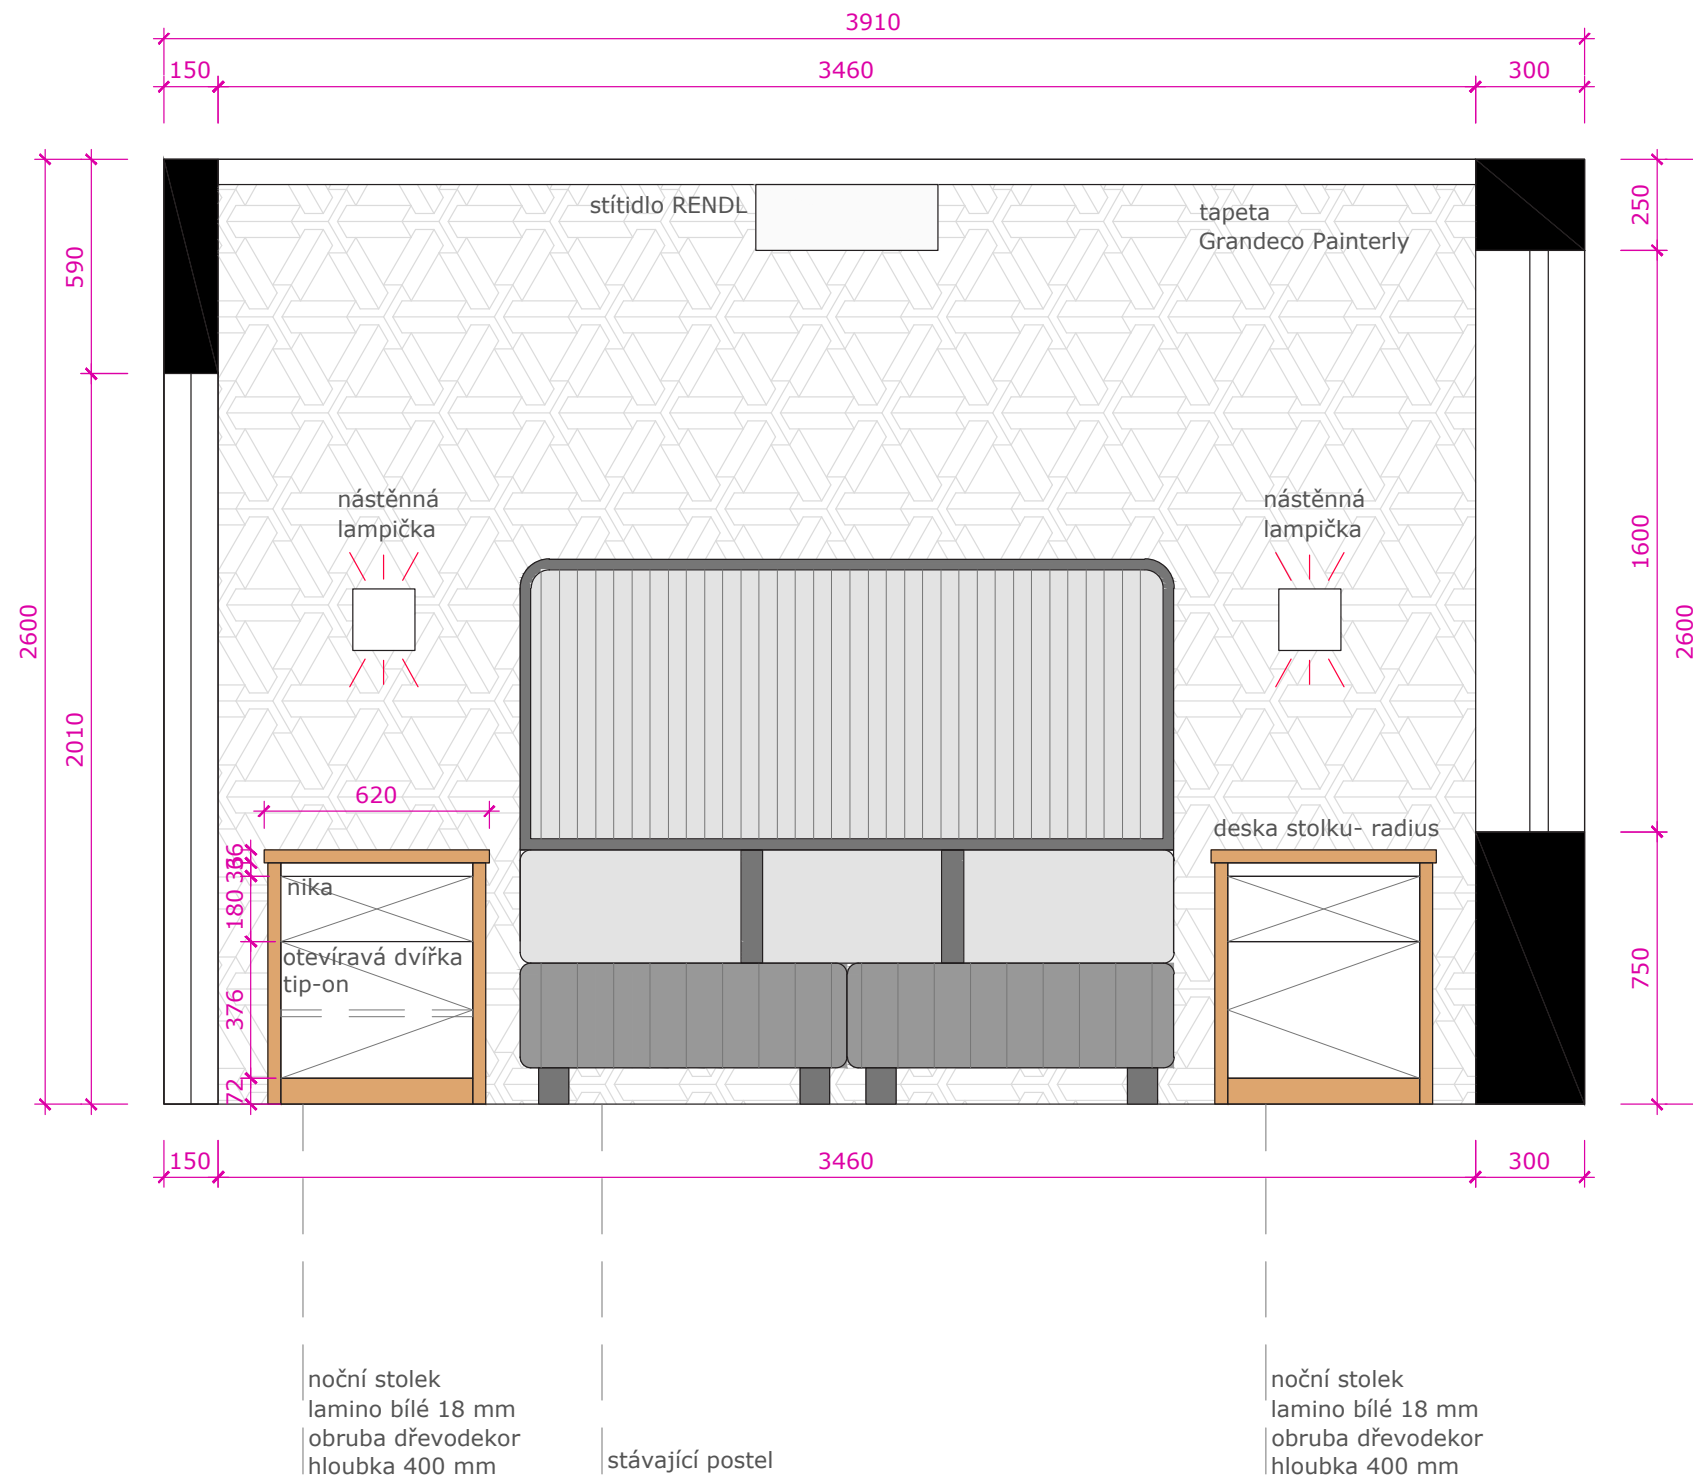 3910
150
3460
300
stítidlo RENDL
tapeta
Grandeco Painterly
250
590
nástěnná
lampička
nástěnná
lampička
1600
2600
2600
2010
750
620
deska stolku- radius
36
nika
180
otevíravá dvířka
tip-on
376
72
150
3460
300
noční stolek
lamino bílé 18 mm
obruba dřevodekor
hloubka 400 mm
stávající postel
noční stolek
lamino bílé 18 mm
obruba dřevodekor
hloubka 400 mm